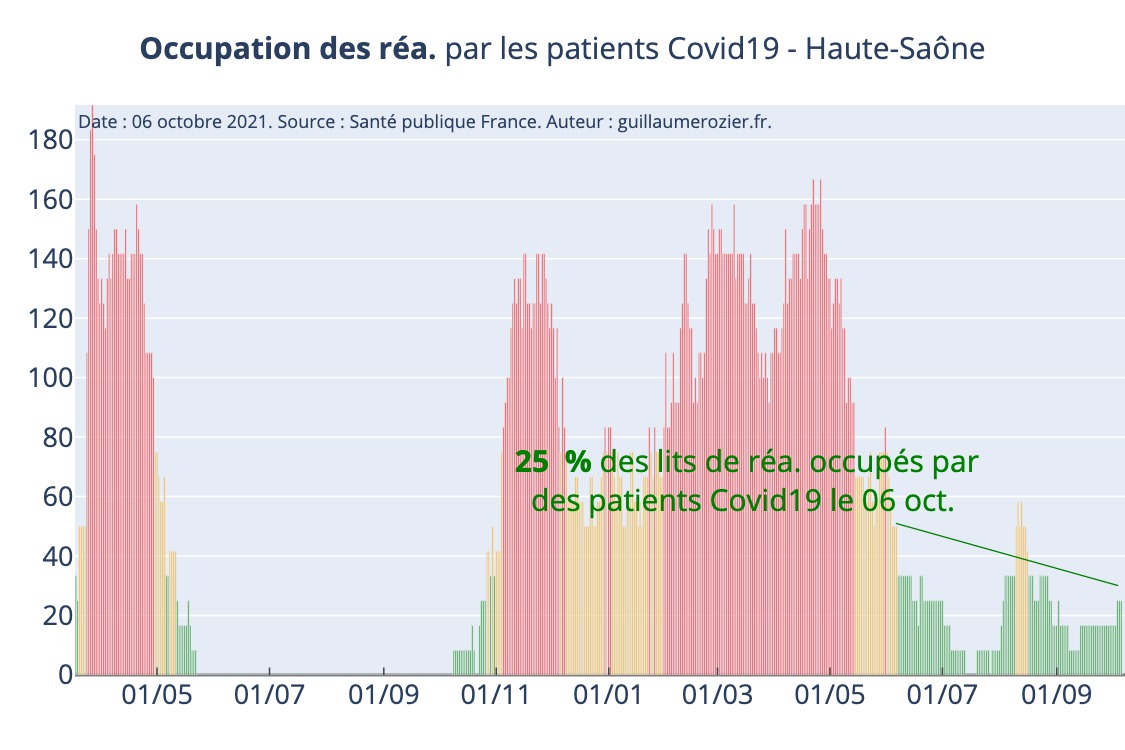 Occupation des réa. par les patients Covid19 - Haute-Saône
Date : 06 octobre 2021. Source : Santé publique France. Auteur : guillaumerozier.fr.
180
160
140
120
100
80
60
40
20
0
25 % des lits de réa. occupés par
des patients Covid19 le 06 oct.
01/05 01/07 01/09 01/11 01/01 01/03 01/05 01/07 01/09